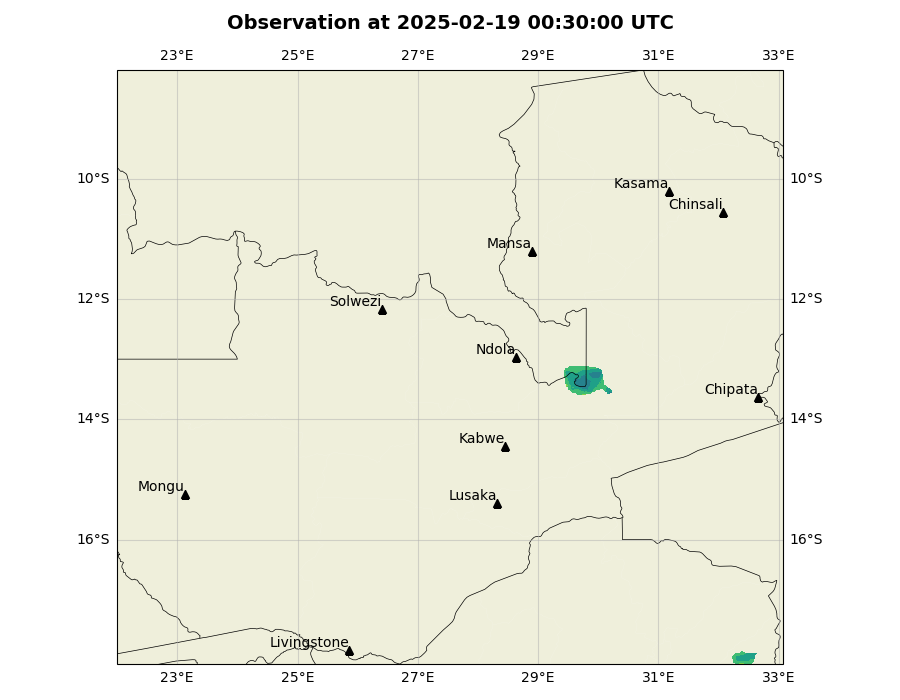 Observation at 2025-02-19 00:30:00 UTC
23°E 25°E 27°E 29°E 31°E 33°E
10°S 10°S
Kasama
Chinsali
Mansa
12°S 12°S
Solwezi
Ndola
Chipata
14°S 14°S
Kabwe
Mongu
Lusaka
16°S 16°S
Livingstone
23°E 25°E 27°E 29°E 31°E 33°E